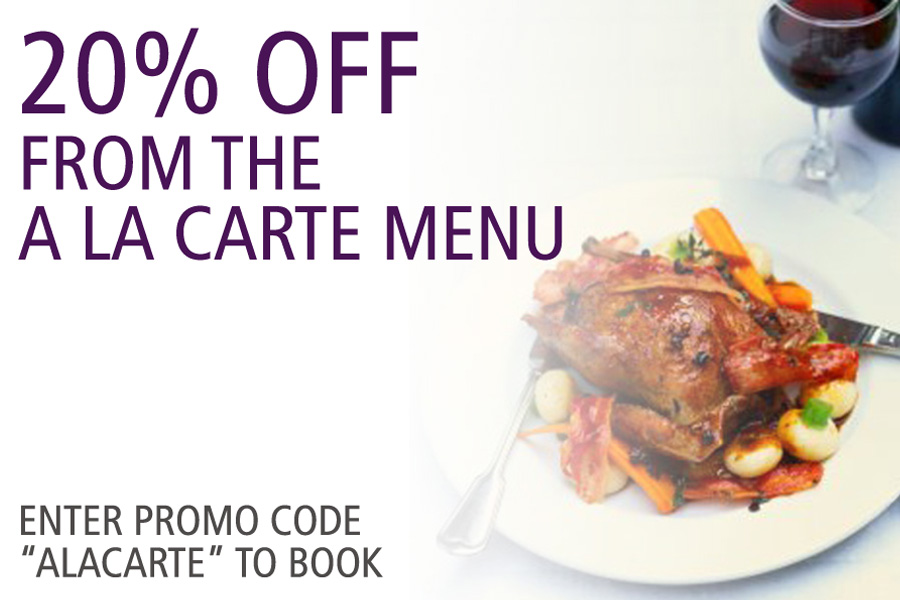 20% OFF
FROM THE
A LA CARTE MENU
ENTER PROMO CODE
“ALACARTE” TO BOOK